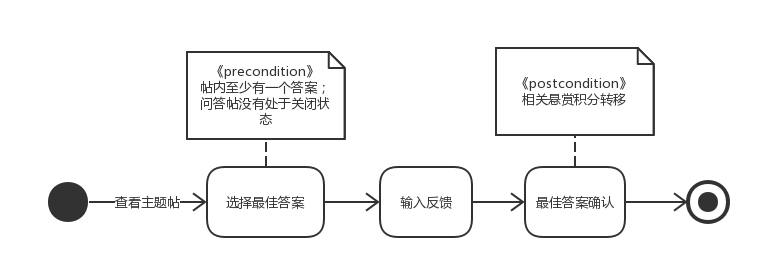 《precondition》
帖内至少有一个答案；
问答帖没有处于关闭状
态
《postcondition》
相关悬赏积分转移
查看主题帖
选择最佳答案
输入反馈
最佳答案确认